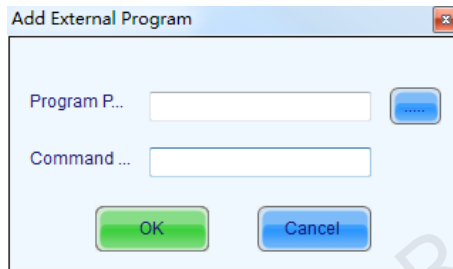 Add External Program
Program P...
.....
Command ...
OK
Cancel